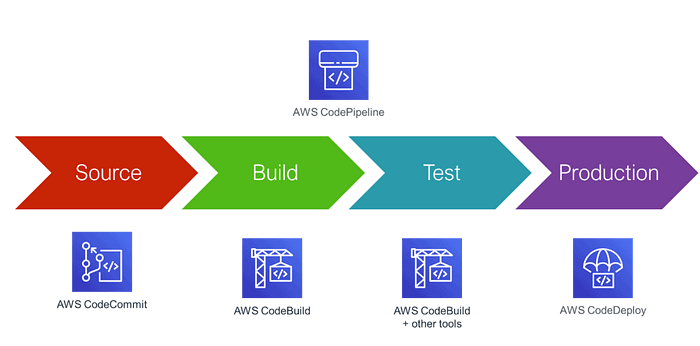 AWS CodePipeline
Source
Build
Test
Production
AWS CodeCommit
AWS CodeBuild
AWS CodeBuild
+ other tools
AWS CodeDeploy